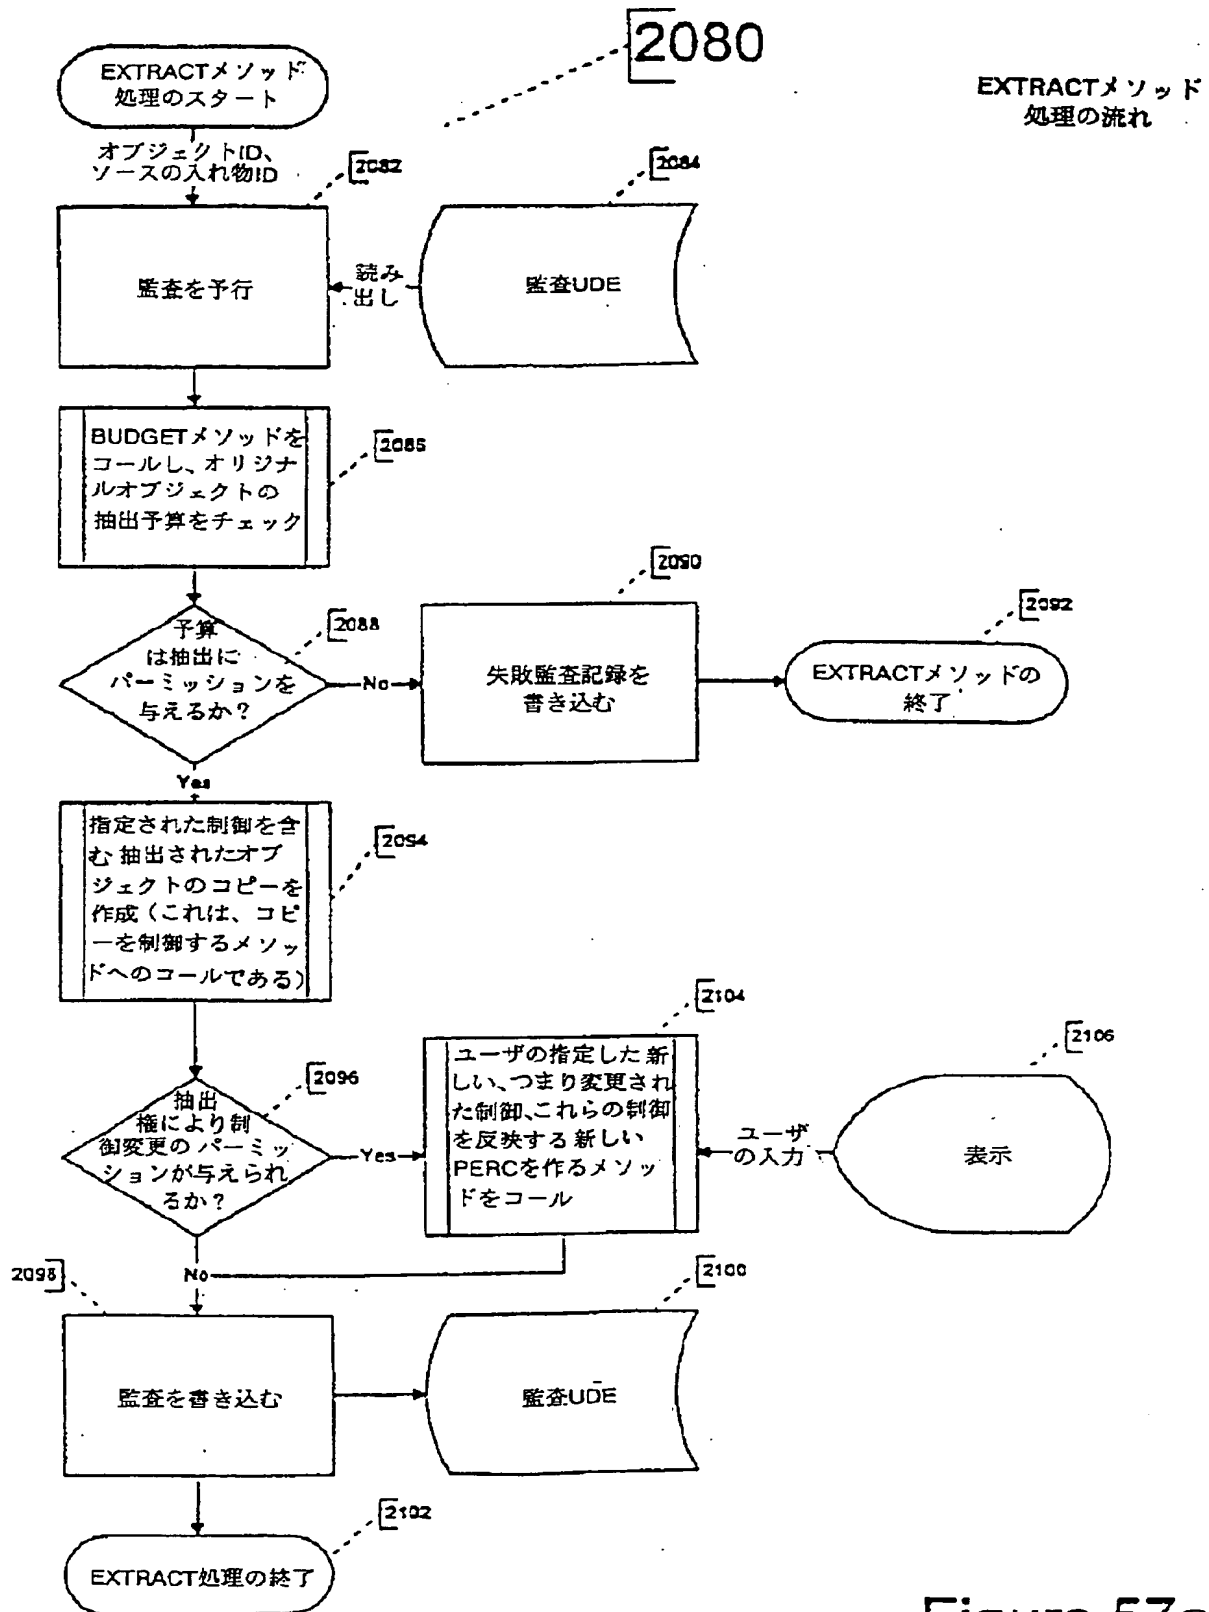 2080
EXTRACTメソッド
処理の流れ
EXTRACTメソッド
処理のスタート
オブジェクトID、
ソースの入れ物ID
2082
2084
監査を予行
読み
出し
監査UDE
2086
BUDGETメソッドを
コールし、オリジナ
ルオブジェクトの
抽出予算をチェック
2088
予算
は抽出に
パーミッションを
与えるか?
No
2090
失敗監査記録を
書き込む
2092
EXTRACTメソッドの
終了
Yes
2094
指定された制御を含
む抽出されたオブ
ジェクトのコピーを
作成(これは、コピ
ーを制御するメソッ
ドへのコールである)
2096
抽出
権により制
御変更のパーミッ
ションが与えられ
るか?
Yes
2104
ユーザの指定した新
しい、つまり変更され
た制御、これらの制御
を反映する新しい
PERCを作るメソッ
ドをコール
ユーザ
の入力
2106
表示
No
2098
監査を書き込む
2100
監査UDE
2102
EXTRACT処理の終了